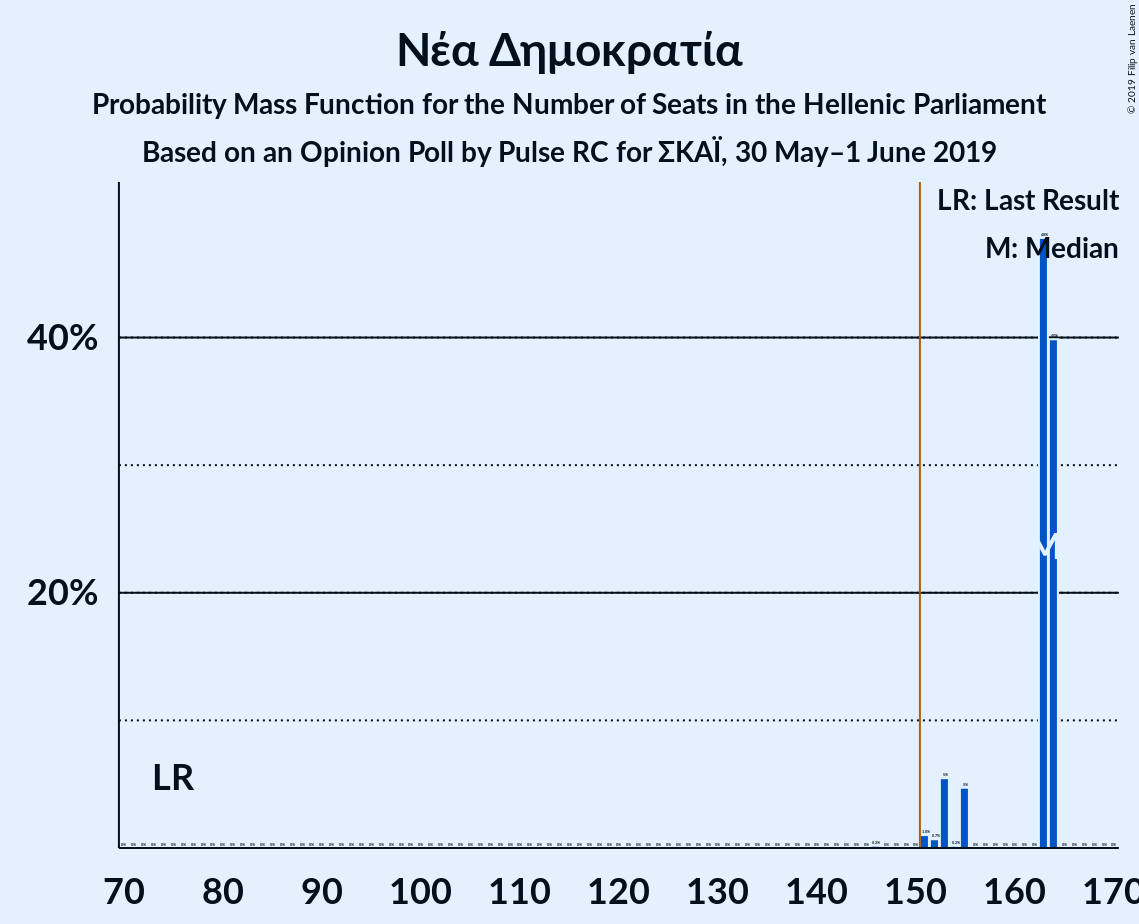 Νέα Δημοκρατία
Probability Mass Function for the Number of Seats in the Hellenic Parliament
Based on an Opinion Poll by Pulse RC for ΣΚΑΪ, 30 May–1 June 2019
© 2019 Filip van Laenen
LR: Last Result
M: Median
40%
20%
LR
M
70 80 90 100 110 120 130 140 150 160 170